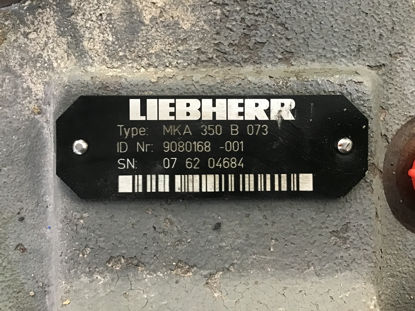 LIEBHERR
Type: MKA 350 B 073
ID Nr: 9080168 -001
SN: 07 62 04684